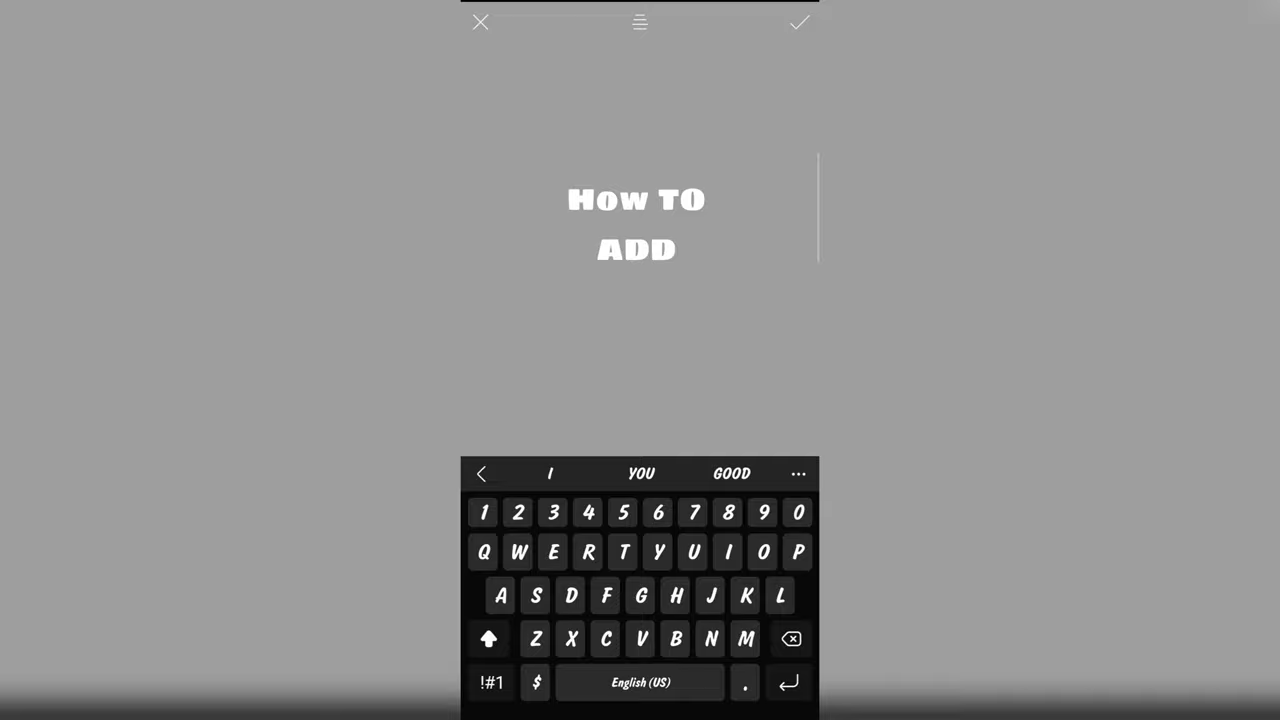 How TO
ADD
I YOU GOOD
1 2 3 4 5 6 7 8 9 0
Q W E R T Y U I O P
A S D F G H J K L
Z X C V B N M
!#1 $ English (US) .